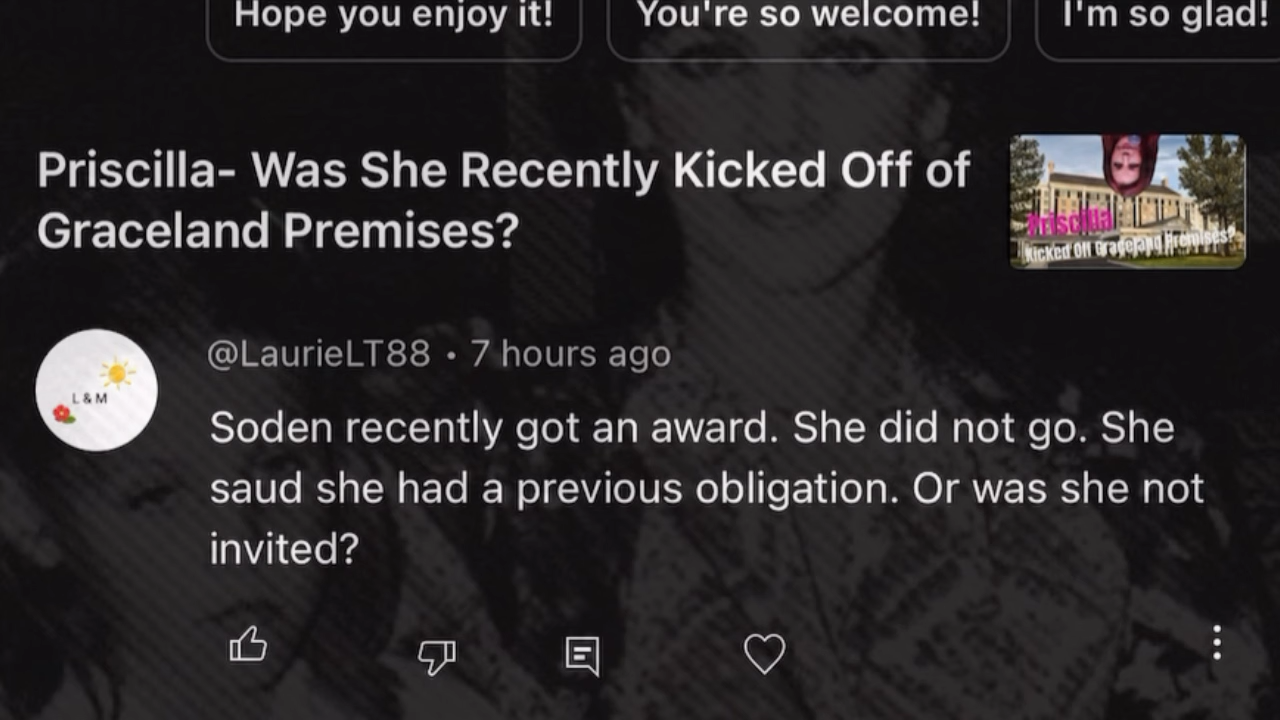 Hope you enjoy it!
You're so welcome!
I'm so glad!
Priscilla- Was She Recently Kicked Off of
Graceland Premises?
Priscilla
Kicked Off Graceland Premises?
@LaurieLT88 • 7 hours ago
L & M
Soden recently got an award. She did not go. She
saud she had a previous obligation. Or was she not
invited?